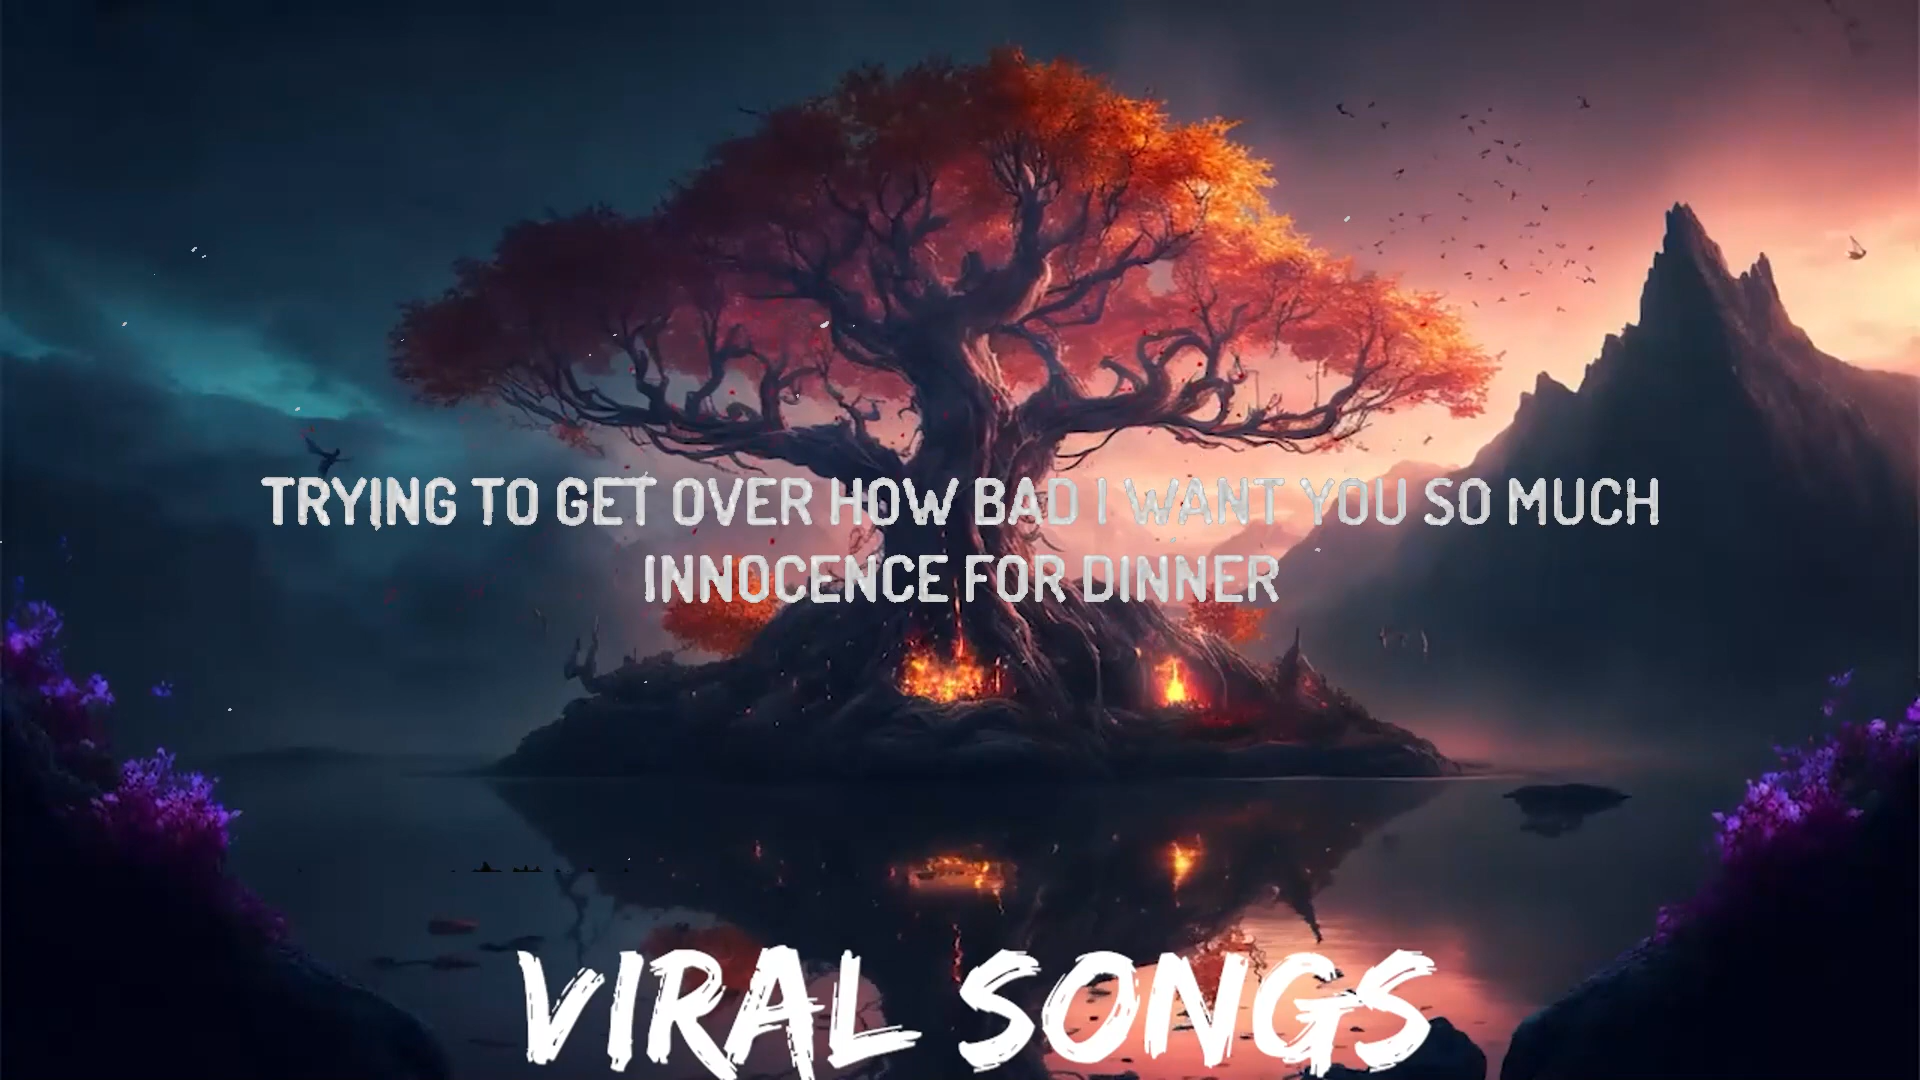 TRYING TO GET OVER HOW BAD I WANT YOU SO MUCH
INNOCENCE FOR DINNER
VIRAL SONGS